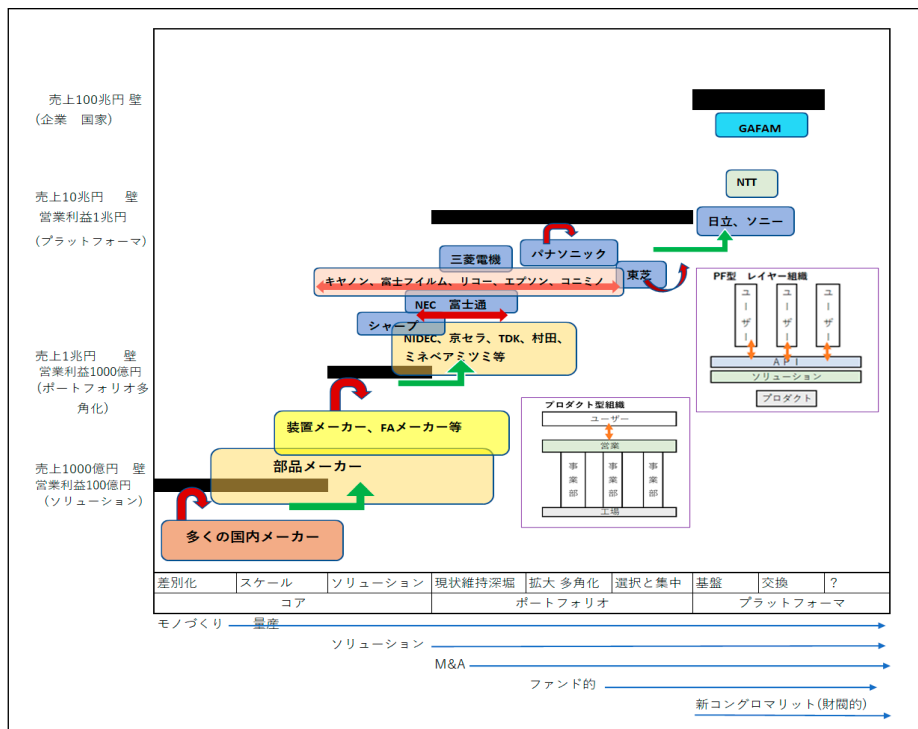 売上100兆円 壁
(企業 国家)
GAFAM
NTT
売上10兆円 壁
営業利益1兆円
(プラットフォーマ)
日立、ソニー
三菱電機
パナソニック
東芝
キヤノン、富士フイルム、リコー、エプソン、コニミノ
NEC 富士通
シャープ
NIDEC、京セラ、TDK、村田、
ミネベアミツミ等
PF型 レイヤー組織
ユーザー
ユーザー
ユーザー
API
ソリューション
プロダクト
売上1兆円 壁
営業利益1000億円
(ポートフォリオ多
角化)
装置メーカー、FAメーカー等
プロダクト型組織
ユーザー
営業
事業部
事業部
事業部
工場
部品メーカー
売上1000億円 壁
営業利益100億円
(ソリューション)
多くの国内メーカー
差別化 スケール ソリューション 現状維持深堀 拡大 多角化 選択と集中 基盤 交換 ?
コア ポートフォリオ プラットフォーマ
モノづくり 量産
ソリューション
M&A
ファンド的
新コングロマリット(財閥的)